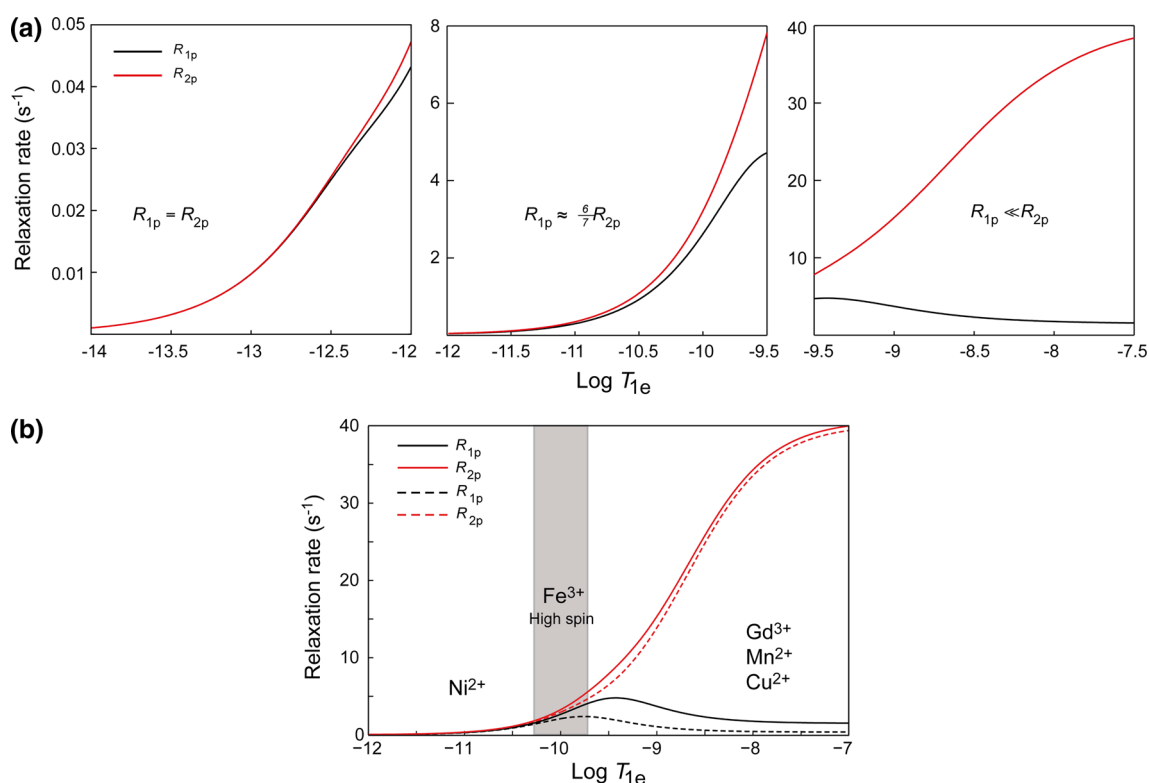 (a)
0.05
0.04
0.03
0.02
0.01
Relaxation rate (s⁻¹)
R₁ₚ
R₂ₚ
R₁ₚ = R₂ₚ
-14 -13.5 -13 -12.5 -12
8
6
4
2
R₁ₚ ≈ 6/7 R₂ₚ
-12 -11.5 -11 -10.5 -10 -9.5
40
30
20
10
R₁ₚ ≪ R₂ₚ
-9.5 -9 -8.5 -8 -7.5
Log T₁ₑ
(b)
40
30
20
10
0
Relaxation rate (s⁻¹)
R₁ₚ
R₂ₚ
R₁ₚ
R₂ₚ
Fe³⁺
High spin
Ni²⁺
Gd³⁺
Mn²⁺
Cu²⁺
−12 −11 −10 −9 −8 −7
Log T₁ₑ